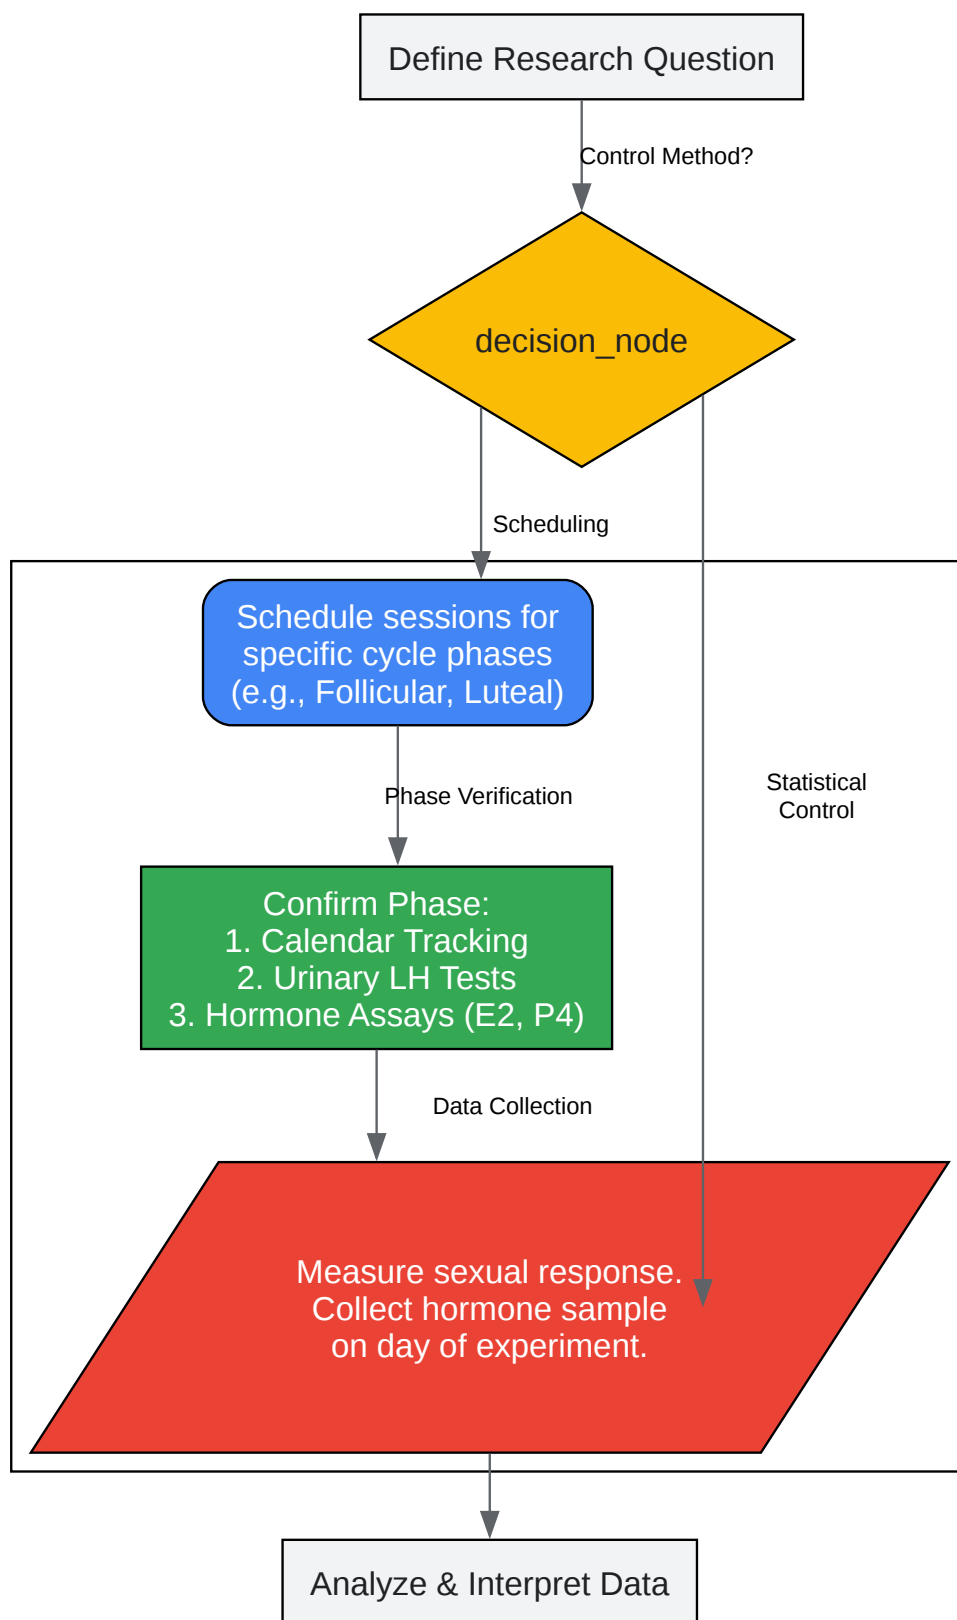 Define Research Question
Control Method?
decision_node
Scheduling
Schedule sessions for
specific cycle phases
(e.g., Follicular, Luteal)
Statistical
Control
Phase Verification
Confirm Phase:
1. Calendar Tracking
2. Urinary LH Tests
3. Hormone Assays (E2, P4)
Data Collection
Measure sexual response.
Collect hormone sample
on day of experiment.
Analyze & Interpret Data